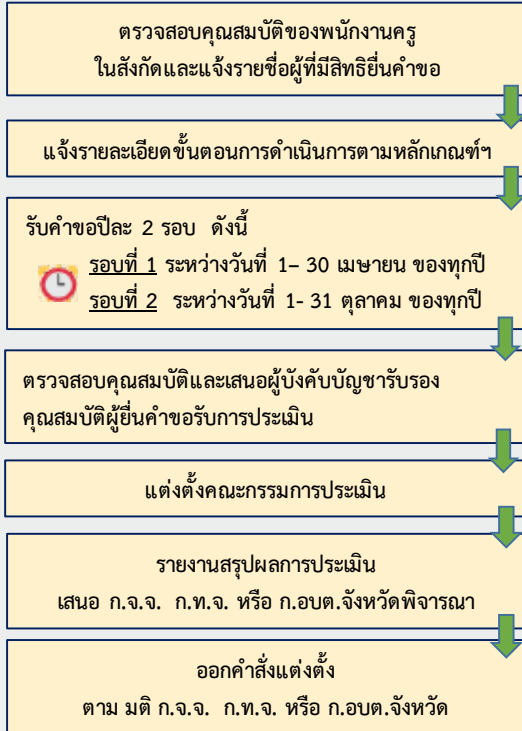 ตรวจสอบคุณสมบัติของพนักงานครู
ในสังกัดและแจ้งรายชื่อผู้ที่มีสิทธิยื่นคำขอ
แจ้งรายละเอียดขั้นตอนการดำเนินการตามหลักเกณฑ์ฯ
รับคำขอปีละ 2 รอบ ดังนี้
รอบที่ 1 ระหว่างวันที่ 1– 30 เมษายน ของทุกปี
รอบที่ 2 ระหว่างวันที่ 1- 31 ตุลาคม ของทุกปี
ตรวจสอบคุณสมบัติและเสนอผู้บังคับบัญชารับรอง
คุณสมบัติผู้ยื่นคำขอรับการประเมิน
แต่งตั้งคณะกรรมการประเมิน
รายงานสรุปผลการประเมิน
เสนอ ก.จ.จ. ก.ท.จ. หรือ ก.อบต.จังหวัดพิจารณา
ออกคำสั่งแต่งตั้ง
ตาม มติ ก.จ.จ. ก.ท.จ. หรือ ก.อบต.จังหวัด